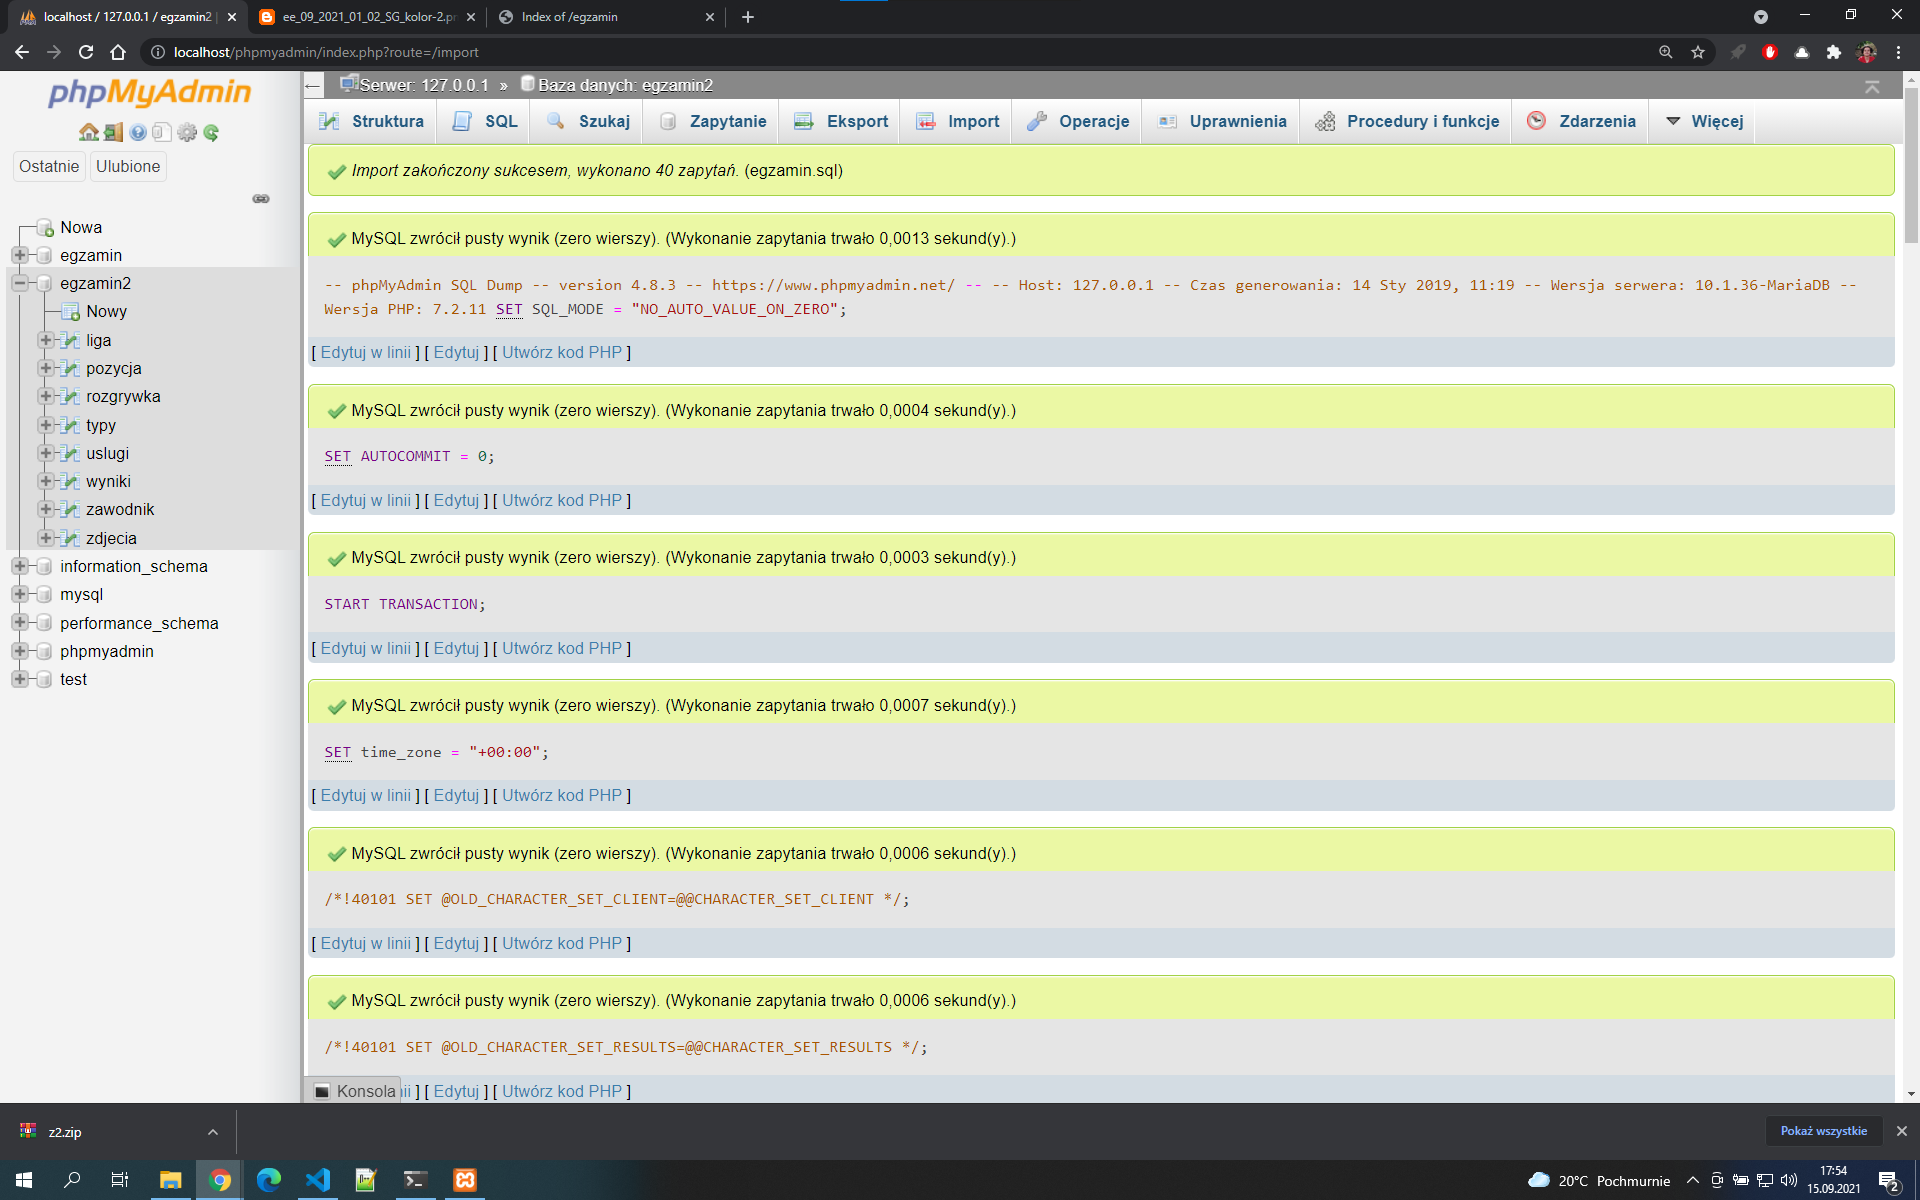 localhost / 127.0.0.1 / egzamin2 |
ee_09_2021_01_02_SG_kolor-2.pn
Index of /egzamin
localhost/phpmyadmin/index.php?route=/import
phpMyAdmin
Ostatnie
Ulubione
Nowa
egzamin
egzamin2
Nowy
liga
pozycja
rozgrywka
typy
uslugi
wyniki
zawodnik
zdjecia
information_schema
mysql
performance_schema
phpmyadmin
test
Serwer: 127.0.0.1 » Baza danych: egzamin2
Struktura SQL Szukaj Zapytanie Eksport Import Operacje Uprawnienia Procedury i funkcje Zdarzenia Więcej
Import zakończony sukcesem, wykonano 40 zapytań. (egzamin.sql)
MySQL zwrócił pusty wynik (zero wierszy). (Wykonanie zapytania trwało 0,0013 sekund(y).)
-- phpMyAdmin SQL Dump -- version 4.8.3 -- https://www.phpmyadmin.net/ -- -- Host: 127.0.0.1 -- Czas generowania: 14 Sty 2019, 11:19 -- Wersja serwera: 10.1.36-MariaDB --
Wersja PHP: 7.2.11 SET SQL_MODE = "NO_AUTO_VALUE_ON_ZERO";
[ Edytuj w linii ] [ Edytuj ] [ Utwórz kod PHP ]
MySQL zwrócił pusty wynik (zero wierszy). (Wykonanie zapytania trwało 0,0004 sekund(y).)
SET AUTOCOMMIT = 0;
[ Edytuj w linii ] [ Edytuj ] [ Utwórz kod PHP ]
MySQL zwrócił pusty wynik (zero wierszy). (Wykonanie zapytania trwało 0,0003 sekund(y).)
START TRANSACTION;
[ Edytuj w linii ] [ Edytuj ] [ Utwórz kod PHP ]
MySQL zwrócił pusty wynik (zero wierszy). (Wykonanie zapytania trwało 0,0007 sekund(y).)
SET time_zone = "+00:00";
[ Edytuj w linii ] [ Edytuj ] [ Utwórz kod PHP ]
MySQL zwrócił pusty wynik (zero wierszy). (Wykonanie zapytania trwało 0,0006 sekund(y).)
/*!40101 SET @OLD_CHARACTER_SET_CLIENT=@@CHARACTER_SET_CLIENT */;
[ Edytuj w linii ] [ Edytuj ] [ Utwórz kod PHP ]
MySQL zwrócił pusty wynik (zero wierszy). (Wykonanie zapytania trwało 0,0006 sekund(y).)
/*!40101 SET @OLD_CHARACTER_SET_RESULTS=@@CHARACTER_SET_RESULTS */;
Konsola ii ] [ Edytuj ] [ Utwórz kod PHP ]
z2.zip
Pokaż wszystkie
20°C Pochmurnie
17:54
15.09.2021
2